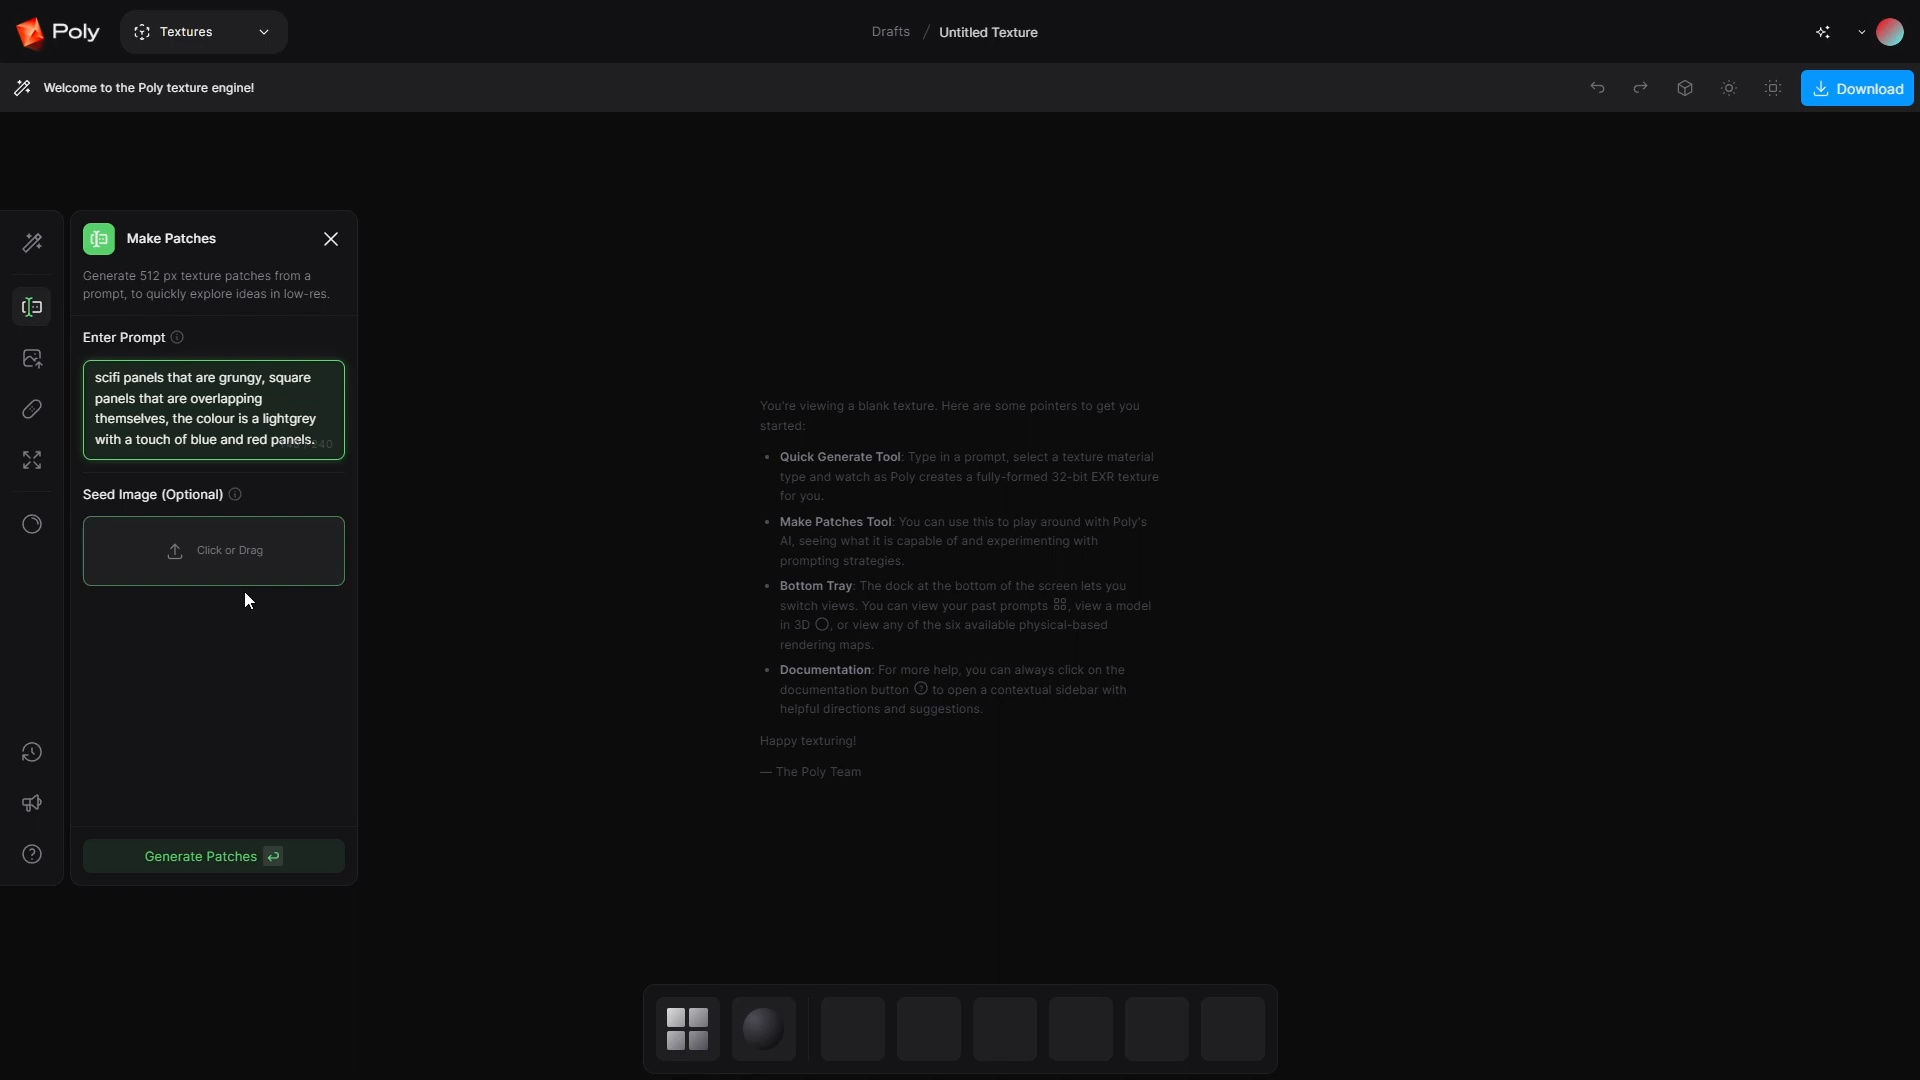 Poly
Textures
Drafts / Untitled Texture
Welcome to the Poly texture engine!
Download
Make Patches
Generate 512 px texture patches from a
prompt, to quickly explore ideas in low-res.
Enter Prompt
scifi panels that are grungy, square
panels that are overlapping
themselves, the colour is a lightgrey
with a touch of blue and red panels.
Seed Image (Optional)
Click or Drag
Generate Patches
You're viewing a blank texture. Here are some pointers to get you
started:
• Quick Generate Tool: Type in a prompt, select a texture material
type and watch as Poly creates a fully-formed 32-bit EXR texture
for you.
• Make Patches Tool: You can use this to play around with Poly's
AI, seeing what it is capable of and experimenting with
prompting strategies.
• Bottom Tray: The dock at the bottom of the screen lets you
switch views. You can view your past prompts, view a model
in 3D, or view any of the six available physical-based
rendering maps.
• Documentation: For more help, you can always click on the
documentation button to open a contextual sidebar with
helpful directions and suggestions.
Happy texturing!
— The Poly Team